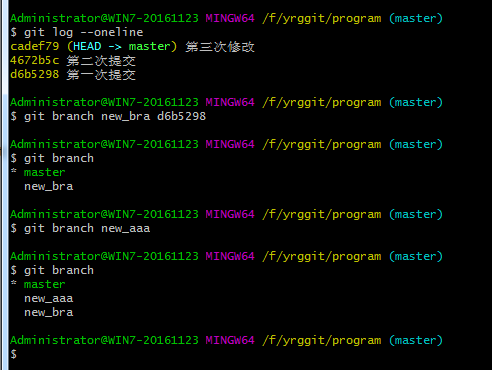 Administrator@WIN7-20161123 MINGW64 /f/yrggit/program (master)
$ git log --oneline
cadef79 (HEAD -> master) 第三次修改
4672b5c 第二次提交
d6b5298 第一次提交
Administrator@WIN7-20161123 MINGW64 /f/yrggit/program (master)
$ git branch new_bra d6b5298
Administrator@WIN7-20161123 MINGW64 /f/yrggit/program (master)
$ git branch
* master
new_bra
Administrator@WIN7-20161123 MINGW64 /f/yrggit/program (master)
$ git branch new_aaa
Administrator@WIN7-20161123 MINGW64 /f/yrggit/program (master)
$ git branch
* master
new_aaa
new_bra
Administrator@WIN7-20161123 MINGW64 /f/yrggit/program (master)
$